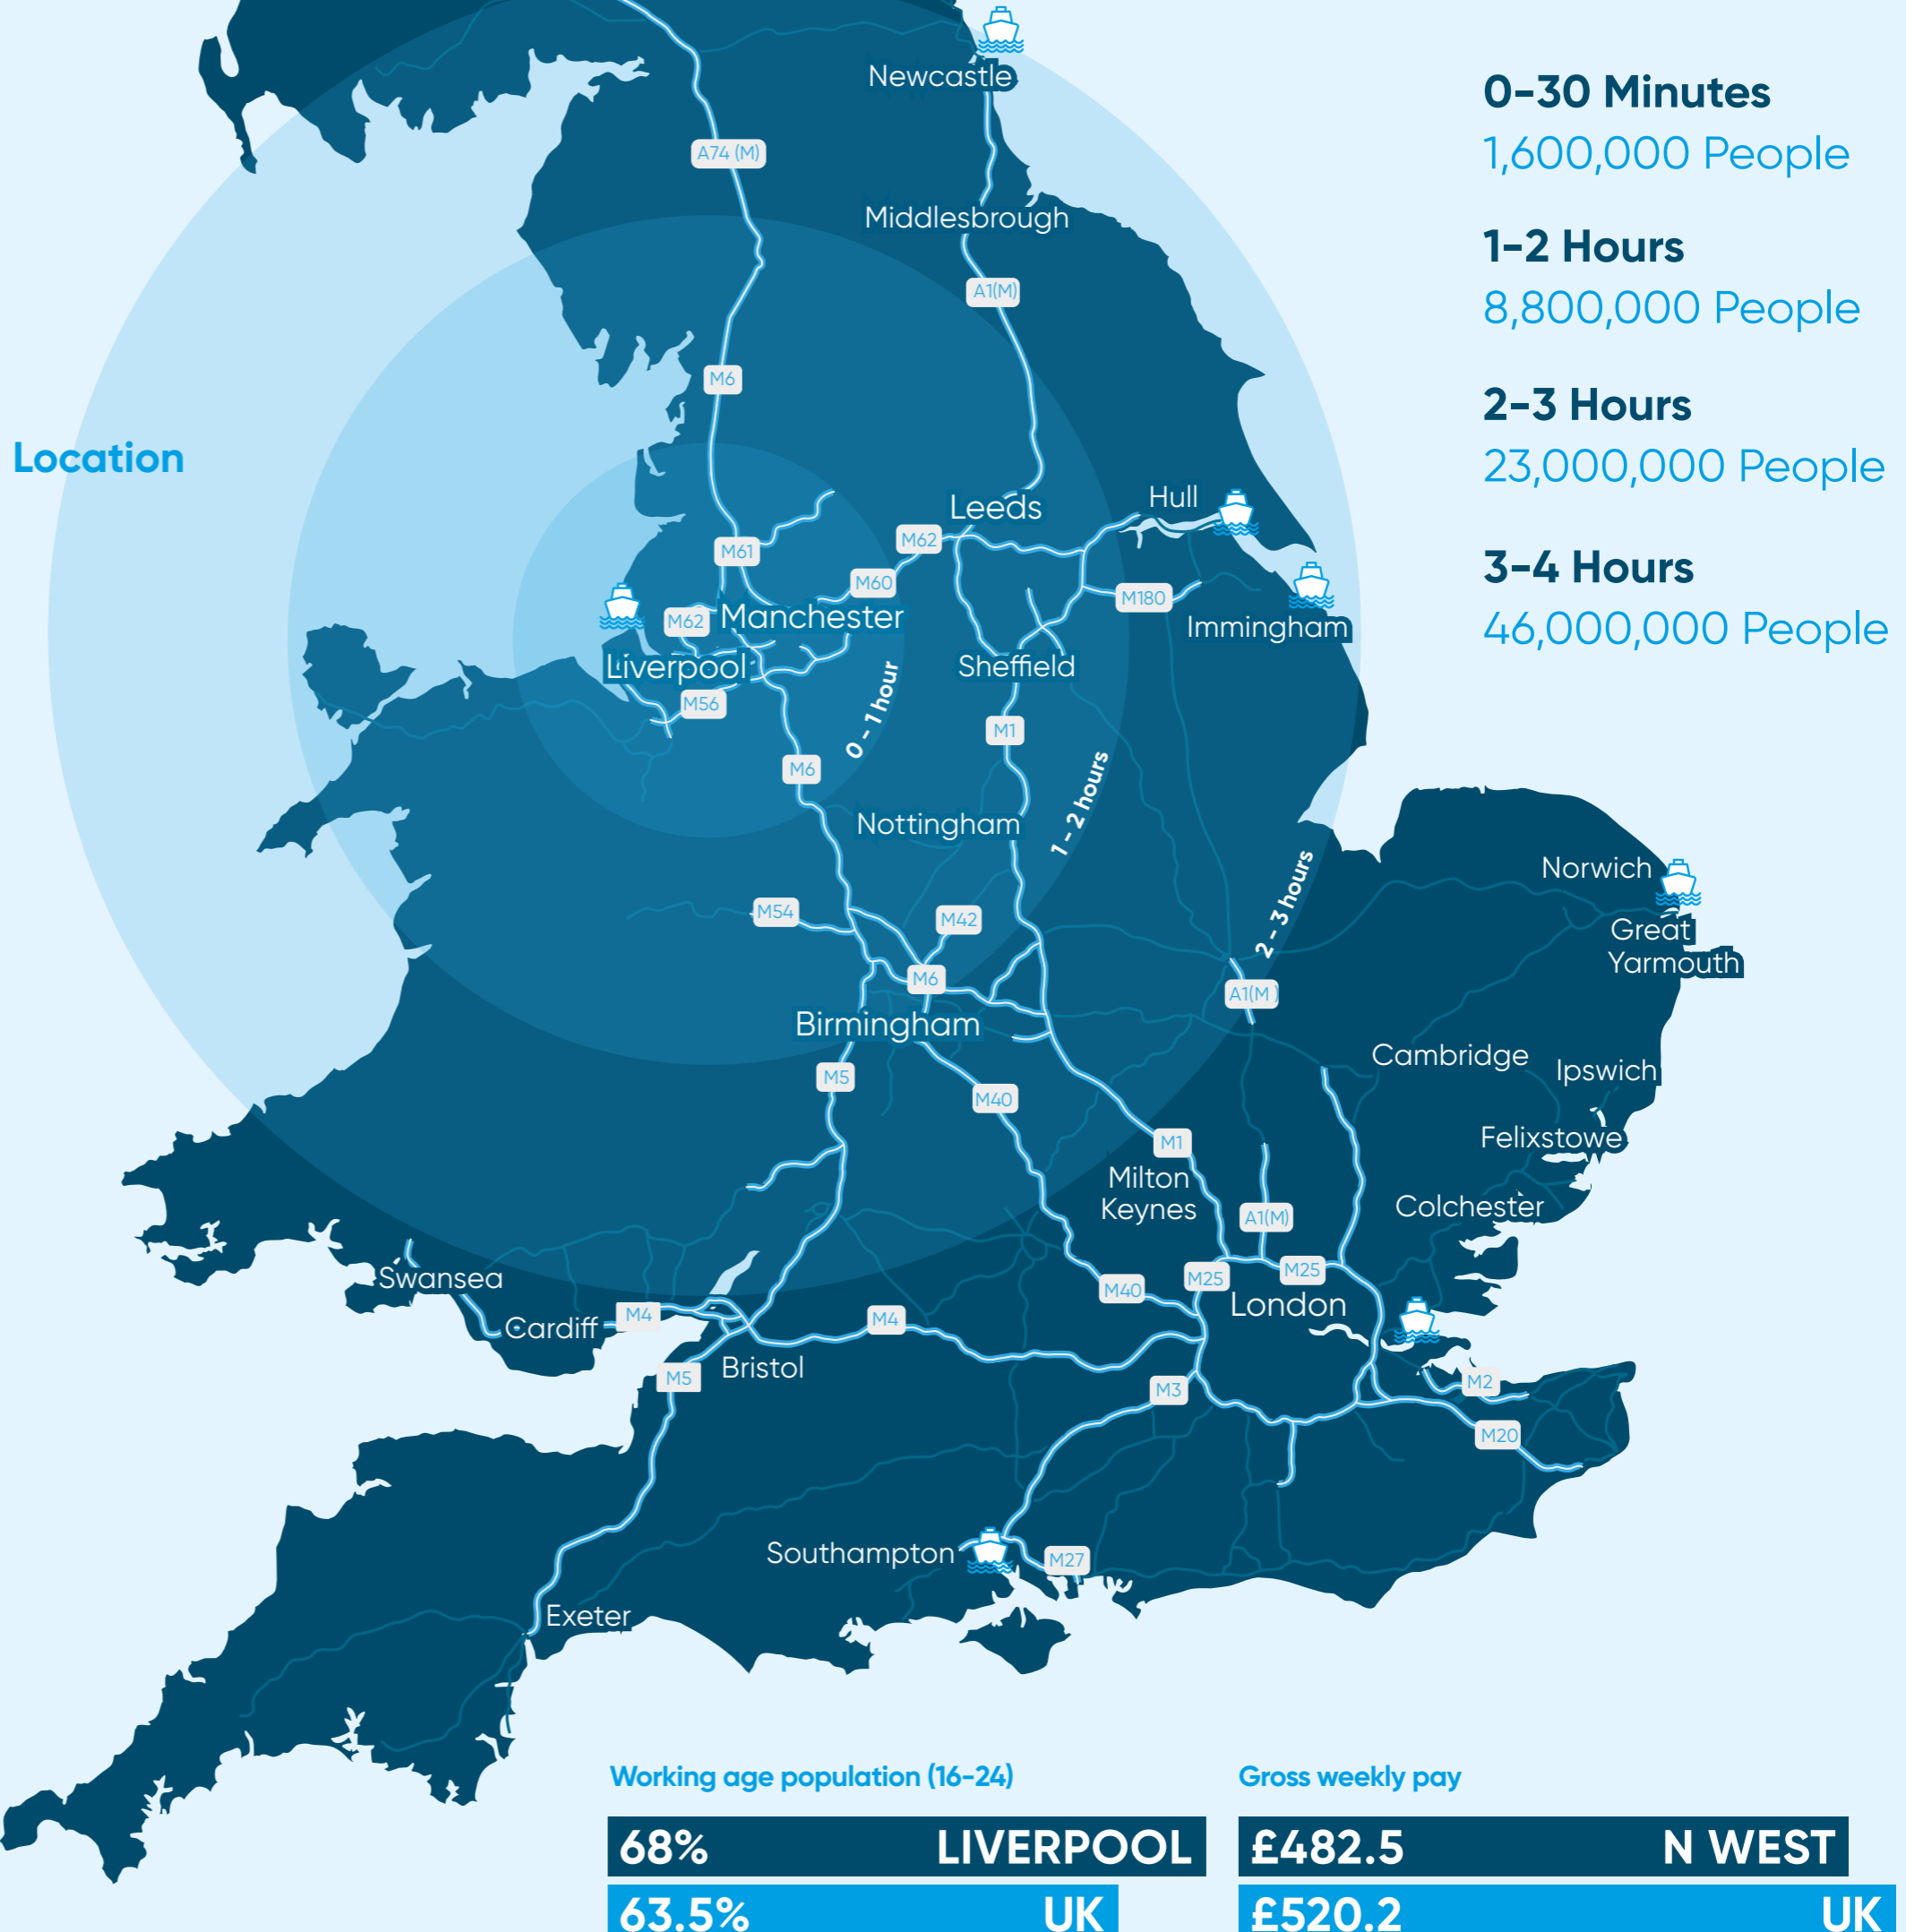 Newcastle
0-30 Minutes
1,600,000 People
A74 (M)
Middlesbrough
1-2 Hours
8,800,000 People
A1(M)
M6
2-3 Hours
23,000,000 People
Location
Leeds
Hull
M62
M61
M60
3-4 Hours
46,000,000 People
M180
M62
Manchester
Immingham
Liverpool
Sheffield
M56
0 - 1 hour
M1
M6
1 - 2 hours
Nottingham
2 - 3 hours
Norwich
M54
M42
Great
Yarmouth
M6
A1(M )
Birmingham
Cambridge
Ipswich
M5
M40
Felixstowe
M1
Milton
Keynes
Colchester
A1(M)
Swansea
M25
M25
M40
London
Cardiff
M4
M4
Bristol
M5
M3
M2
M20
Southampton
M27
Exeter
Working age population (16-24)
68% LIVERPOOL
63.5% UK
Gross weekly pay
£482.5 N WEST
£520.2 UK